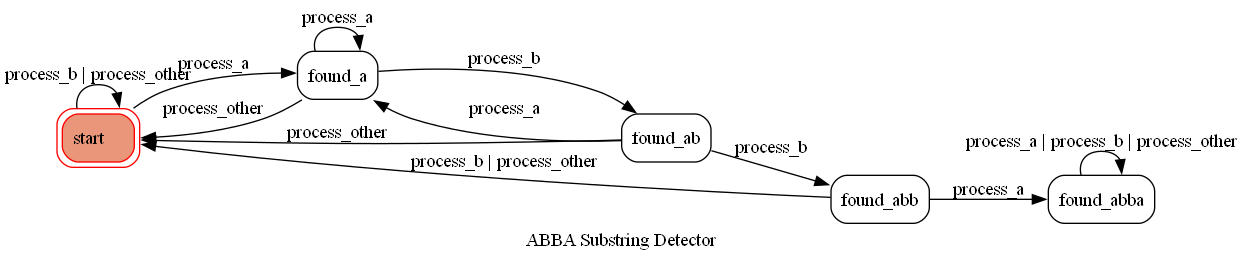 process_a
process_b | process_other
process_a
process_b
found_a
process_other
process_a
start
process_other
found_ab
process_b
process_a | process_b | process_other
process_b | process_other
found_abb
process_a
found_abba
ABBA Substring Detector